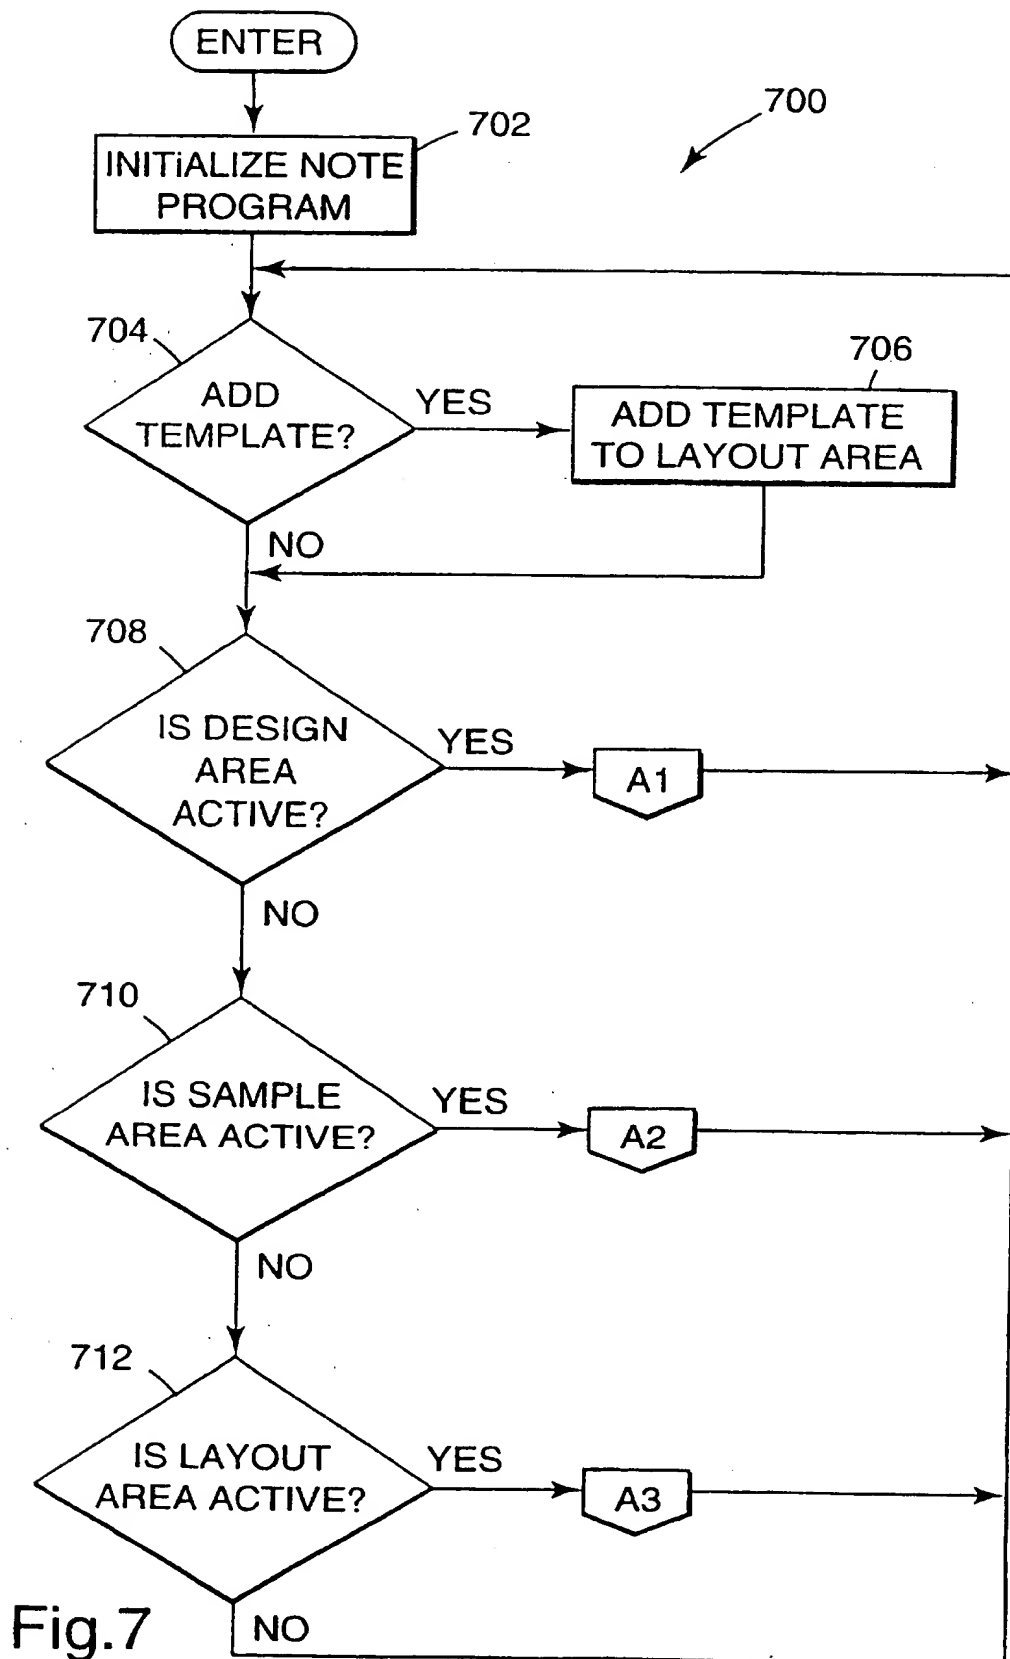 ENTER
702
700
INITiALIZE NOTE
PROGRAM
704
706
ADD
TEMPLATE?
YES
ADD TEMPLATE
TO LAYOUT AREA
NO
708
IS DESIGN
AREA
ACTIVE?
YES
A1
NO
710
IS SAMPLE
AREA ACTIVE?
YES
A2
NO
712
IS LAYOUT
AREA ACTIVE?
YES
A3
NO
Fig.7